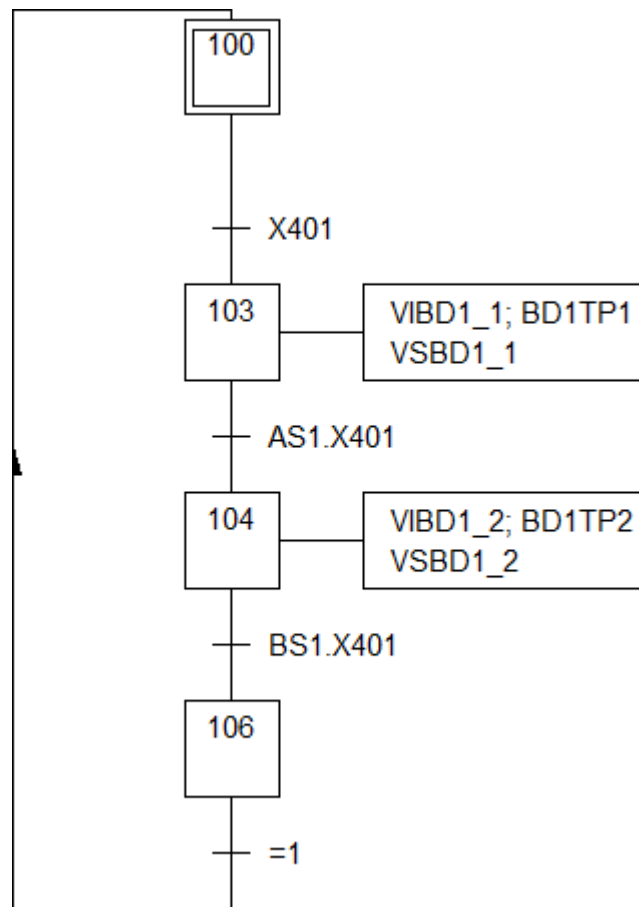 100
X401
103
VIBD1_1; BD1TP1
VSBD1_1
AS1.X401
104
VIBD1_2; BD1TP2
VSBD1_2
BS1.X401
106
=1